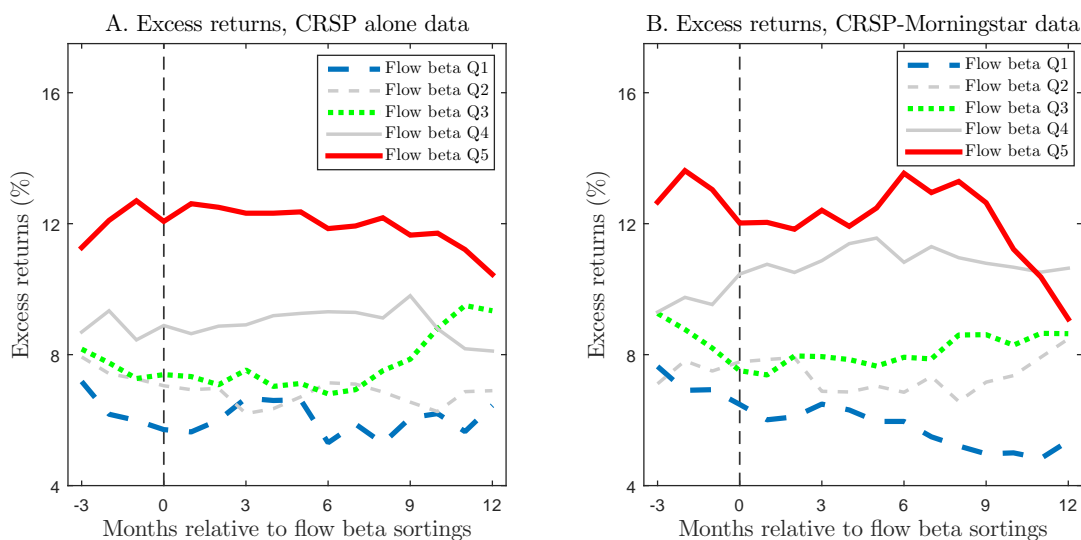 A. Excess returns, CRSP alone data
Excess returns (%)
16
12
8
4
Flow beta Q1
Flow beta Q2
Flow beta Q3
Flow beta Q4
Flow beta Q5
-3 0 3 6 9 12
Months relative to flow beta sortings
B. Excess returns, CRSP-Morningstar data
Excess returns (%)
16
12
8
4
Flow beta Q1
Flow beta Q2
Flow beta Q3
Flow beta Q4
Flow beta Q5
-3 0 3 6 9 12
Months relative to flow beta sortings